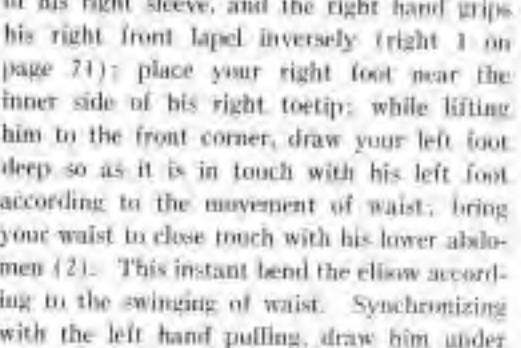 of his right sleeve, and the right hand grips
his right front lapel inversely (right 1 on
page 71); place your right foot near the
inner side of his right toetip; while lifting
him to the front corner, draw your left foot
deep so as it is in touch with his left foot
according to the movement of waist, bring
your waist to close touch with his lower abdo-
men (2). This instant bend the elbow accord-
ing to the swinging of waist. Synchronizing
with the left hand pulling, draw him under